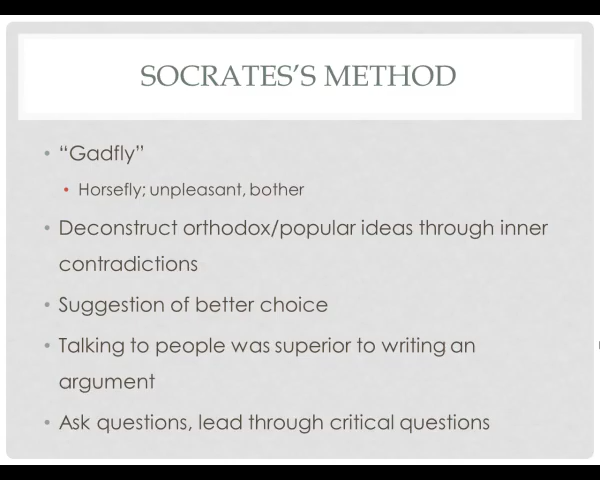 SOCRATES’S METHOD
• “Gadfly”
• Horsefly; unpleasant, bother
• Deconstruct orthodox/popular ideas through inner
contradictions
• Suggestion of better choice
• Talking to people was superior to writing an
argument
• Ask questions, lead through critical questions